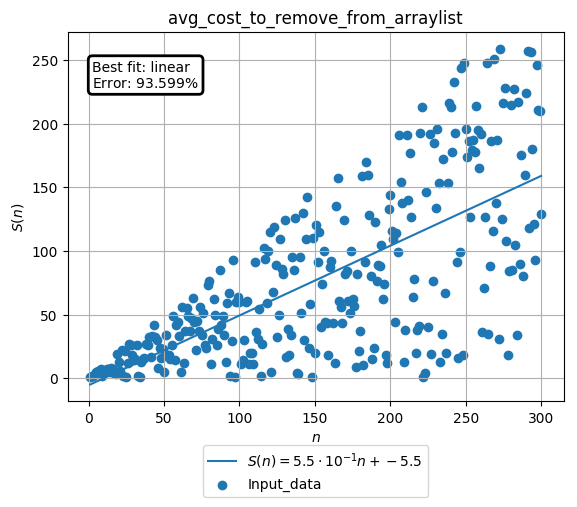 avg_cost_to_remove_from_arraylist
Best fit: linear
Error: 93.599%
S(n)
250
200
150
100
50
0
0 50 100 150 200 250 300
n
S(n) = 5.5 · 10⁻¹n + −5.5
Input_data